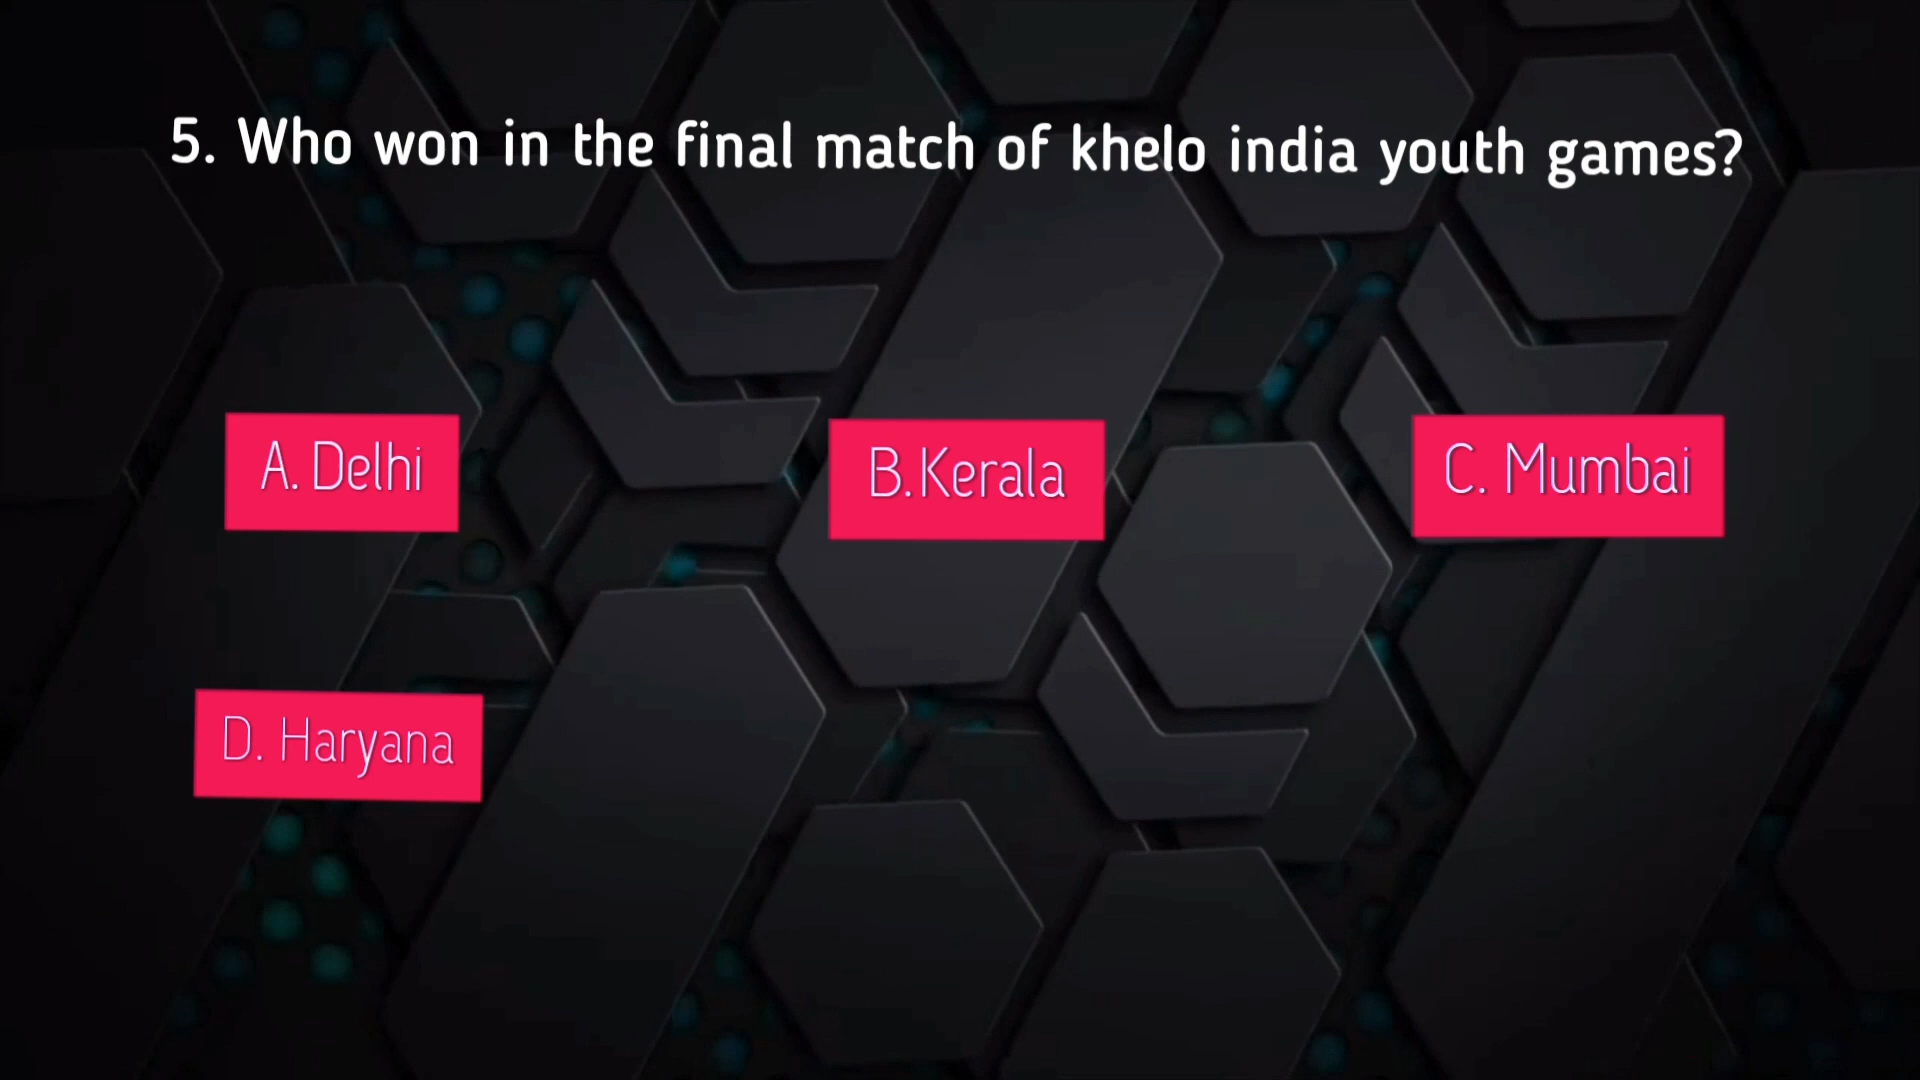 5. Who won in the final match of khelo india youth games?
A. Delhi
B.Kerala
C. Mumbai
D. Haryana